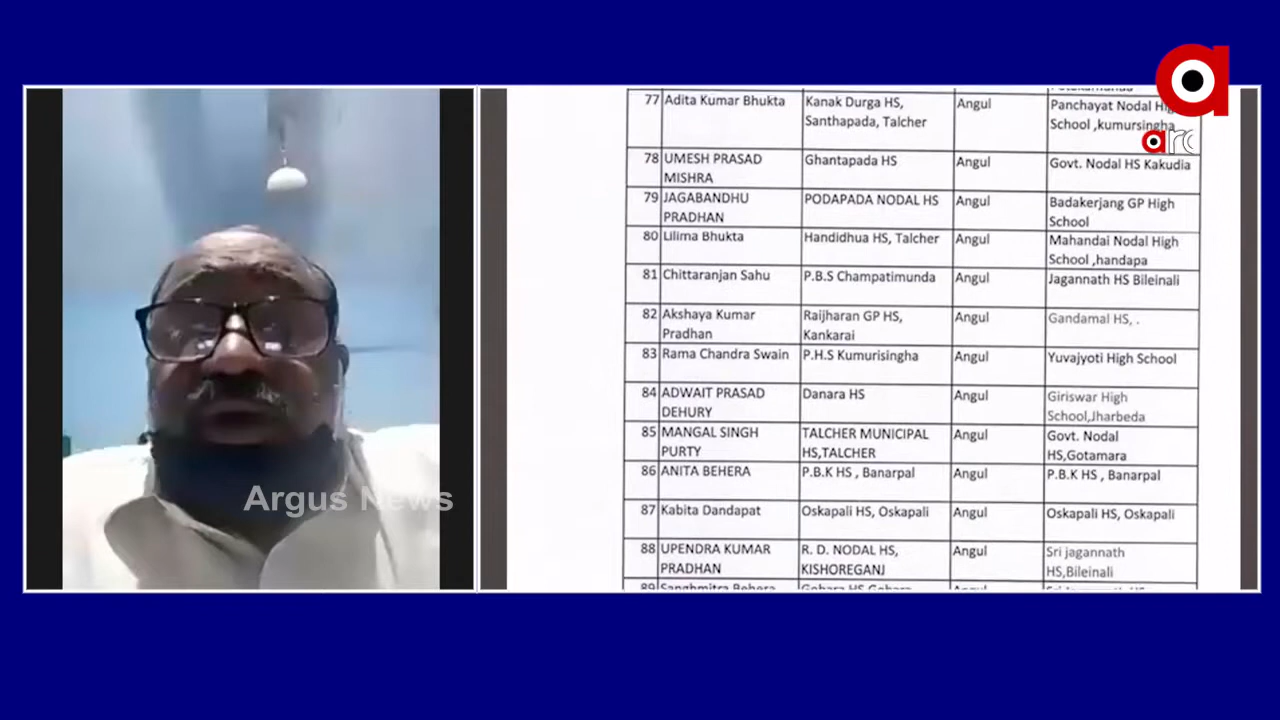 77 Adita Kumar Bhukta Kanak Durga HS, Angul Panchayat Nodal High
Santhapada, Talcher School ,kumursingha
78 UMESH PRASAD Ghantapada HS Angul Govt. Nodal HS Kakudia
MISHRA
79 JAGABANDHU PODAPADA NODAL HS Angul Badakerjang GP High
PRADHAN School
80 Lilima Bhukta Handidhua HS, Talcher Angul Mahandai Nodal High
School ,handapa
81 Chittaranjan Sahu P.B.S Champatimunda Angul Jagannath HS Bileinali
82 Akshaya Kumar Raijharan GP HS, Angul Gandamal HS, .
Pradhan Kankarai
83 Rama Chandra Swain P.H.S Kumurisingha Angul Yuvajyoti High School
84 ADWAIT PRASAD Danara HS Angul Giriswar High
DEHURY School,Jharbeda
85 MANGAL SINGH TALCHER MUNICIPAL Angul Govt. Nodal
PURTY HS,TALCHER HS,Gotamara
86 ANITA BEHERA P.B.K HS , Banarpal Angul P.B.K HS , Banarpal
87 Kabita Dandapat Oskapali HS, Oskapali Angul Oskapali HS, Oskapali
88 UPENDRA KUMAR R. D. NODAL HS, Angul Sri jagannath
PRADHAN KISHOREGANJ HS,Bileinali
89 Behera
Argus News